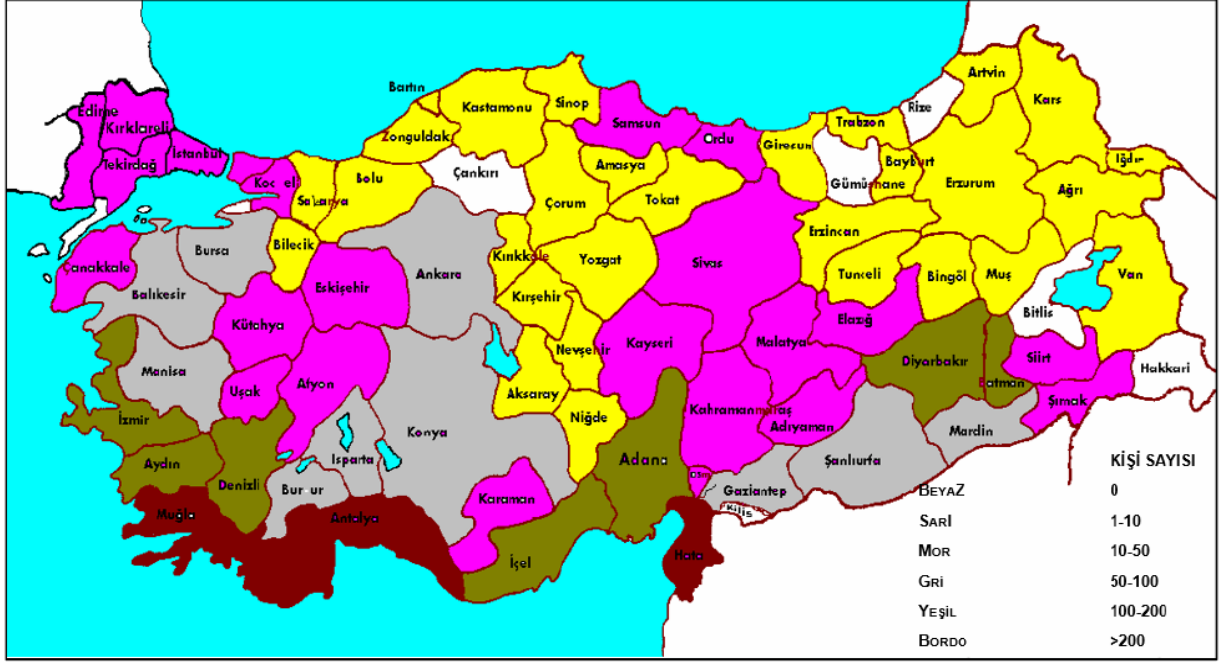 Artvin
Bartın
Kastamonu
Sinop
Kars
Rize
Edirne
Kırklareli
Samsun
Trabzon
Zonguldak
Ordu
Giresun
İstanbul
Tekirdağ
Amasya
Bayburt
Iğdır
Bolu
Çankırı
Kocaeli
Gümüşhane
Erzurum
Ağrı
Sakarya
Çorum
Tokat
Erzincan
Bilecik
Bursa
Kırıkkale
Yozgat
Sivas
Çanakkale
Ankara
Tunceli
Bingöl
Muş
Van
Eskişehir
Balıkesir
Kırşehir
Bitlis
Elazığ
Kütahya
Kayseri
Malatya
Nevşehir
Diyarbakır
Siirt
Hakkari
Manisa
Uşak
Afyon
Batman
Aksaray
Şırnak
Kahramanmaraş
Niğde
İzmir
Adıyaman
Konya
Mardin
Isparta
Adana
Şanlıurfa
Aydın
Denizli
Burdur
Karaman
Gaziantep
Kilis
Muğla
Antalya
İçel
Hata
KİŞİ SAYISI
BEYAZ 0
SARI 1-10
MOR 10-50
GRİ 50-100
YEŞİL 100-200
BORDO >200